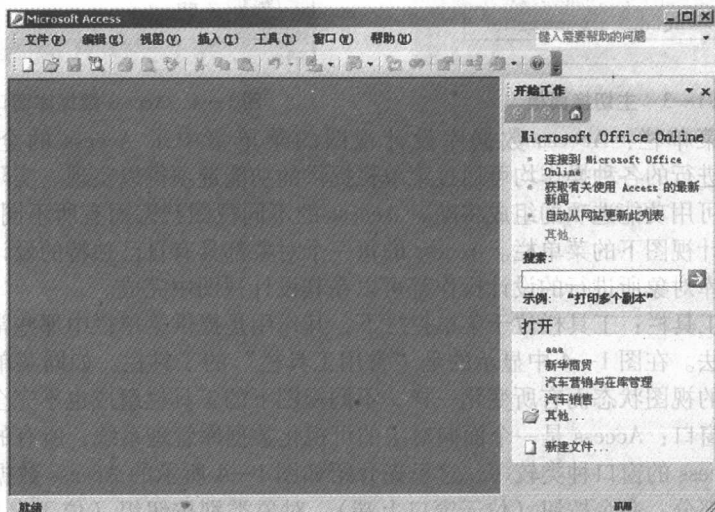 Microsoft Access
文件(F) 编辑(E) 视图(V) 插入(I) 工具(T) 窗口(W) 帮助(H)
键入需要帮助的问题
开始工作
Microsoft Office Online
连接到 Microsoft Office
Online
获取有关使用 Access 的最新
新闻
自动从网站更新此列表
其他...
搜索:
示例: “打印多个副本”
打开
aaa
新华商贸
汽车营销与在库管理
汽车销售
其他...
新建文件...
就绪